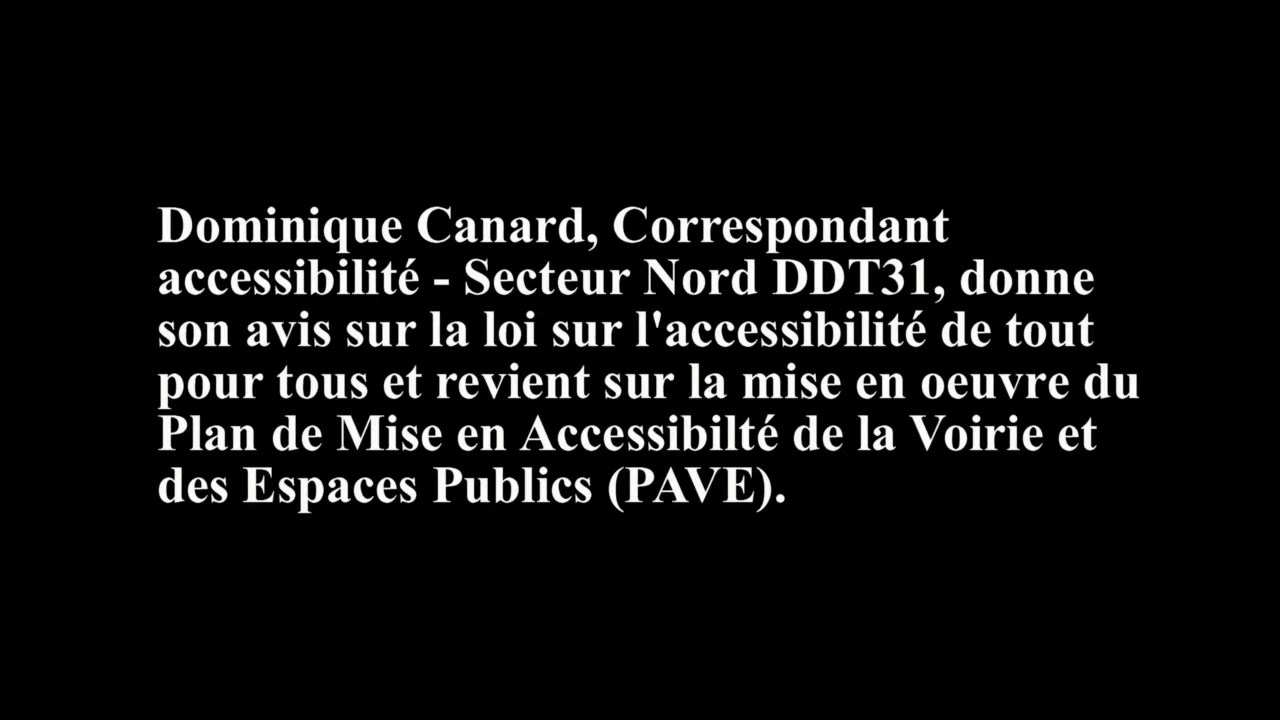 Dominique Canard, Correspondant
accessibilité - Secteur Nord DDT31, donne
son avis sur la loi sur l'accessibilité de tout
pour tous et revient sur la mise en oeuvre du
Plan de Mise en Accessibilté de la Voirie et
des Espaces Publics (PAVE).